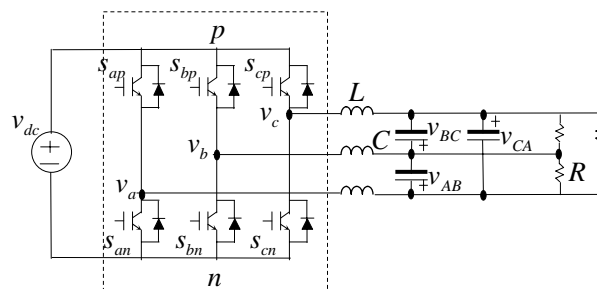 p
s_ap s_bp s_cp
v_dc
v_c
L
v_b
C
v_BC
v_CA
v_a
v_AB
R
s_an s_bn s_cn
n